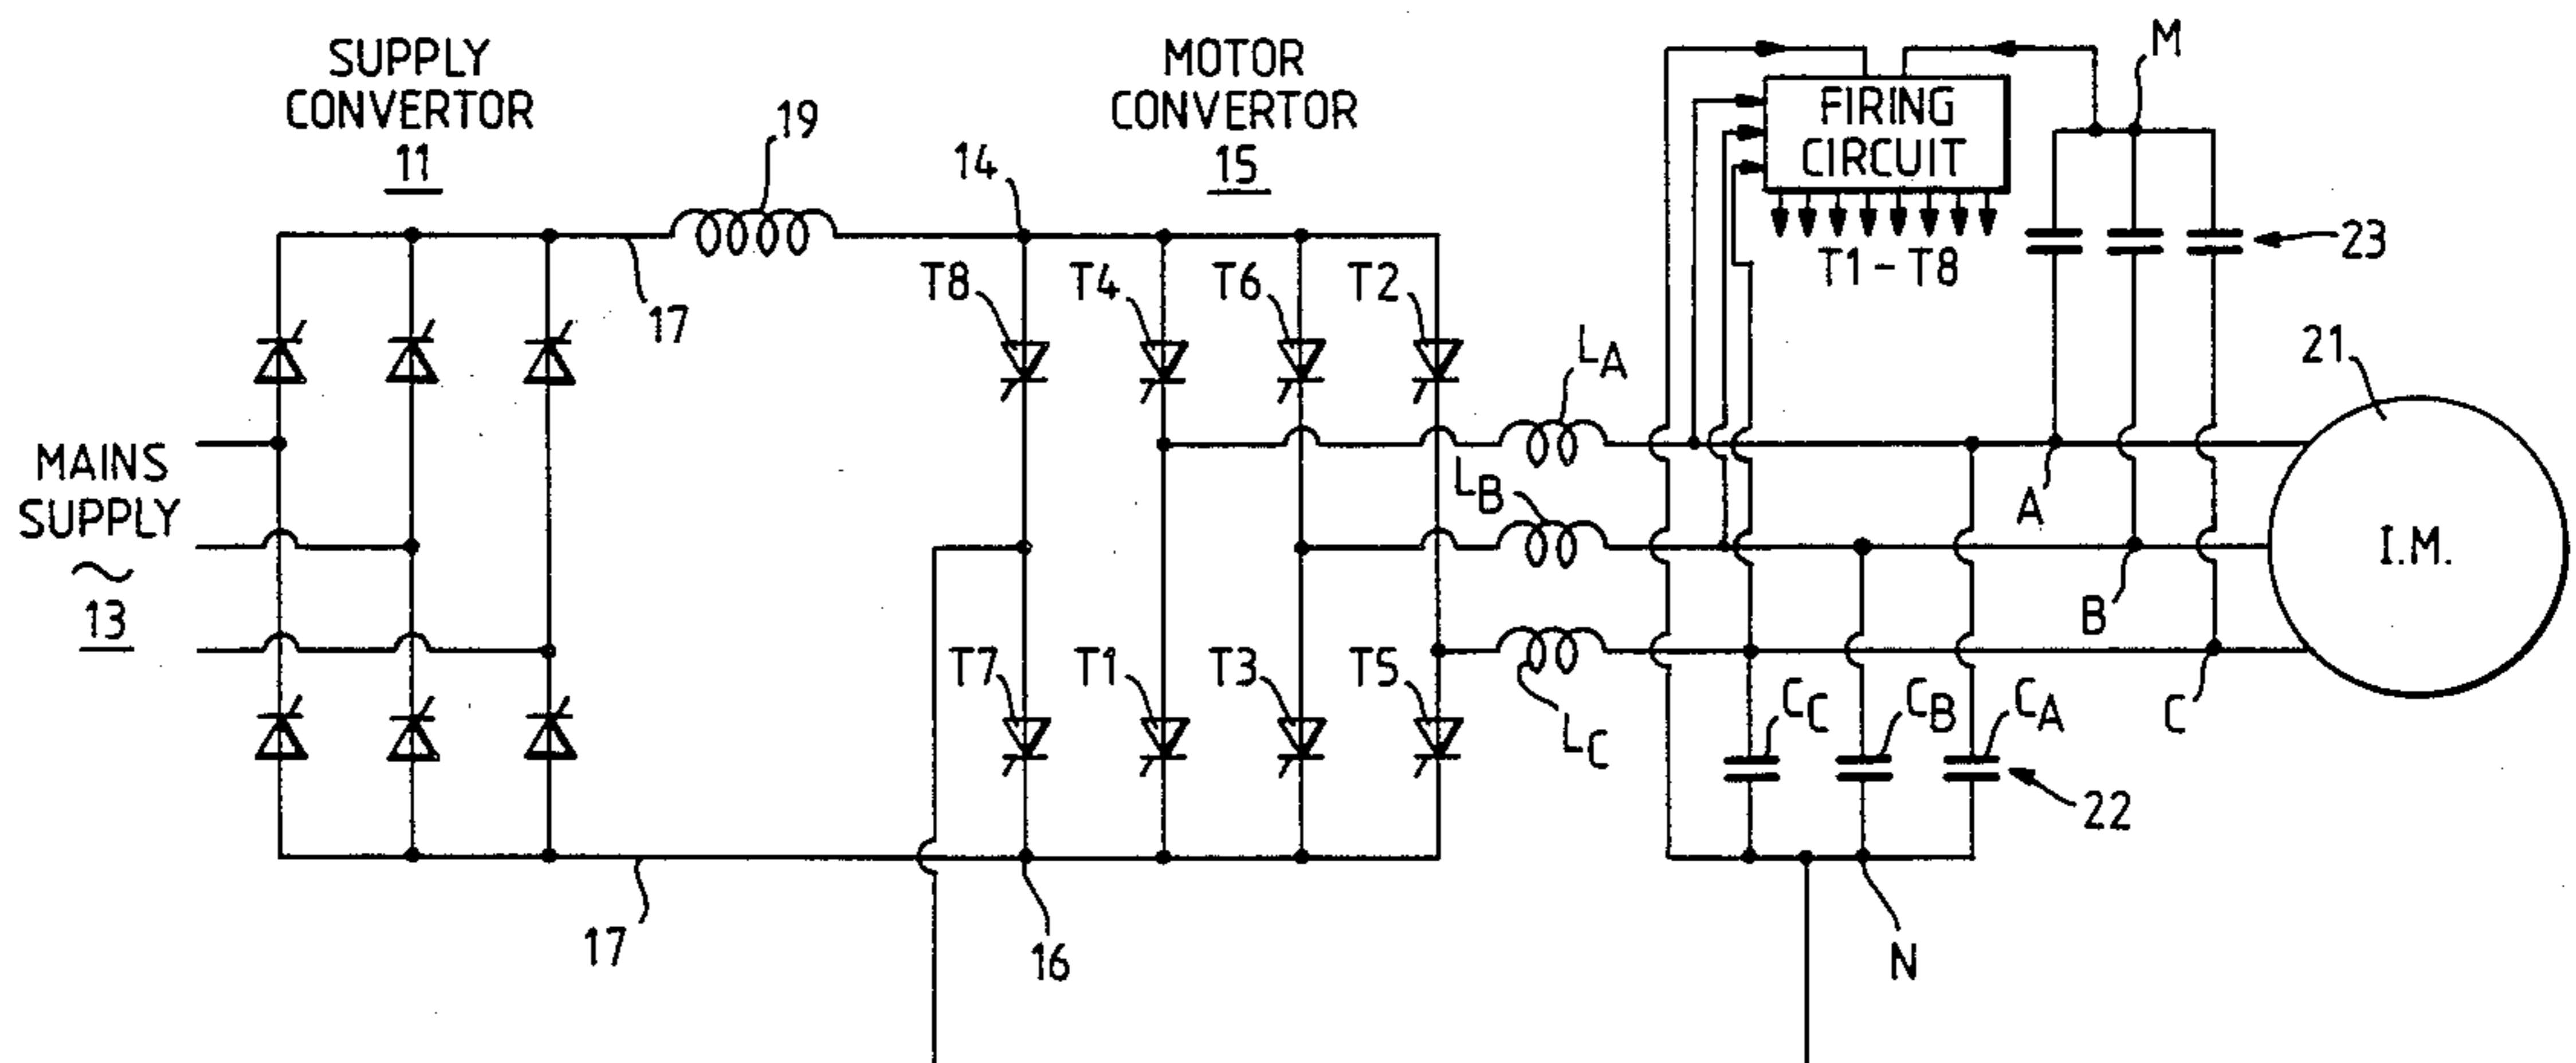 SUPPLY
CONVERTOR
11
19
14
MOTOR
CONVERTOR
15
FIRING
CIRCUIT
T1 - T8
M
23
21
17
T8
T4
T6
T2
LA
LB
LC
MAINS
SUPPLY
~
13
A
B
C
I.M.
T7
T1
T3
T5
CC
CB
CA
22
17
16
N